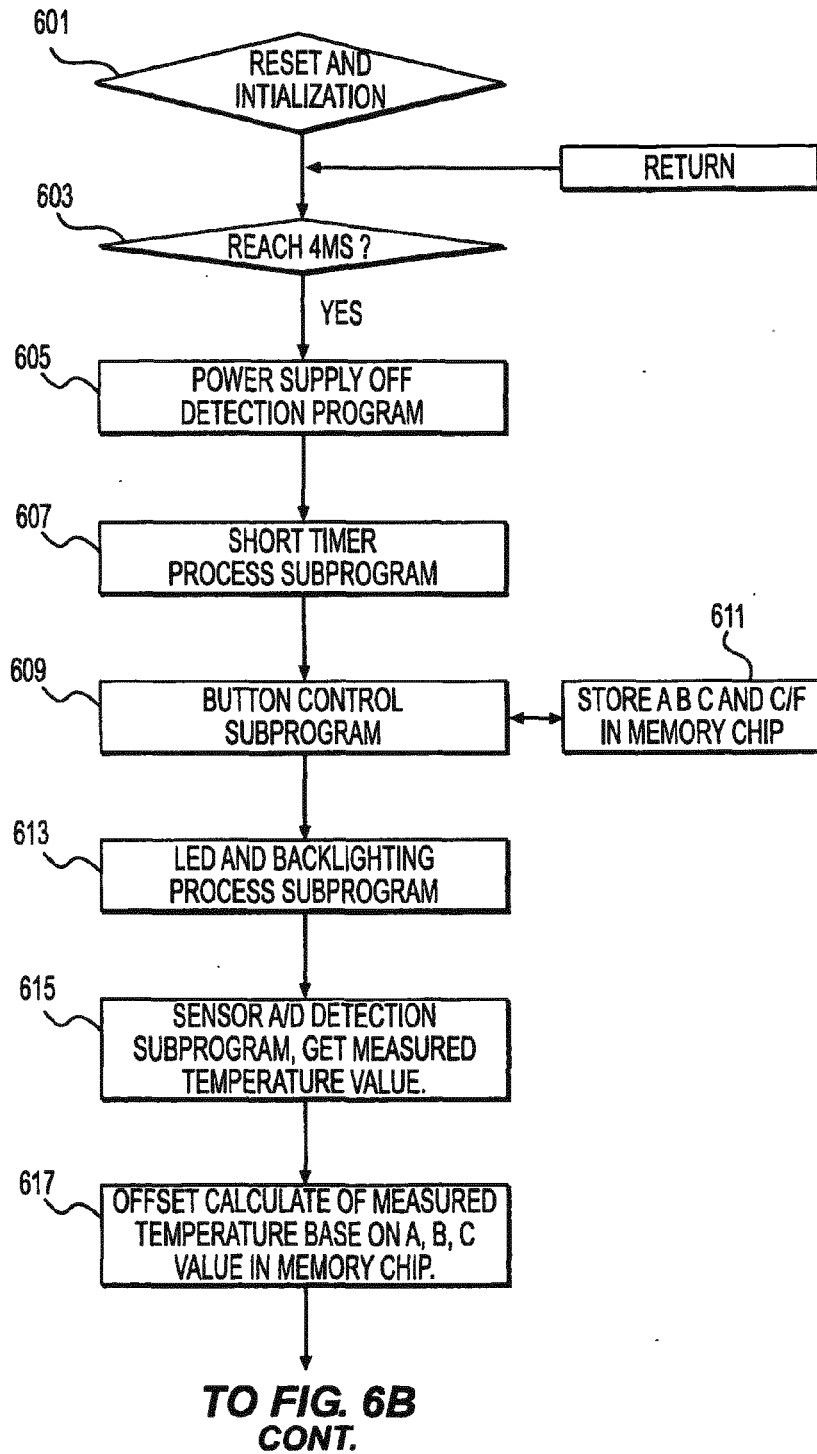 601
RESET AND
INTIALIZATION
RETURN
603
REACH 4MS ?
YES
605
POWER SUPPLY OFF
DETECTION PROGRAM
607
SHORT TIMER
PROCESS SUBPROGRAM
609
BUTTON CONTROL
SUBPROGRAM
611
STORE A B C AND C/F
IN MEMORY CHIP
613
LED AND BACKLIGHTING
PROCESS SUBPROGRAM
615
SENSOR A/D DETECTION
SUBPROGRAM, GET MEASURED
TEMPERATURE VALUE.
617
OFFSET CALCULATE OF MEASURED
TEMPERATURE BASE ON A, B, C
VALUE IN MEMORY CHIP.
TO FIG. 6B
CONT.